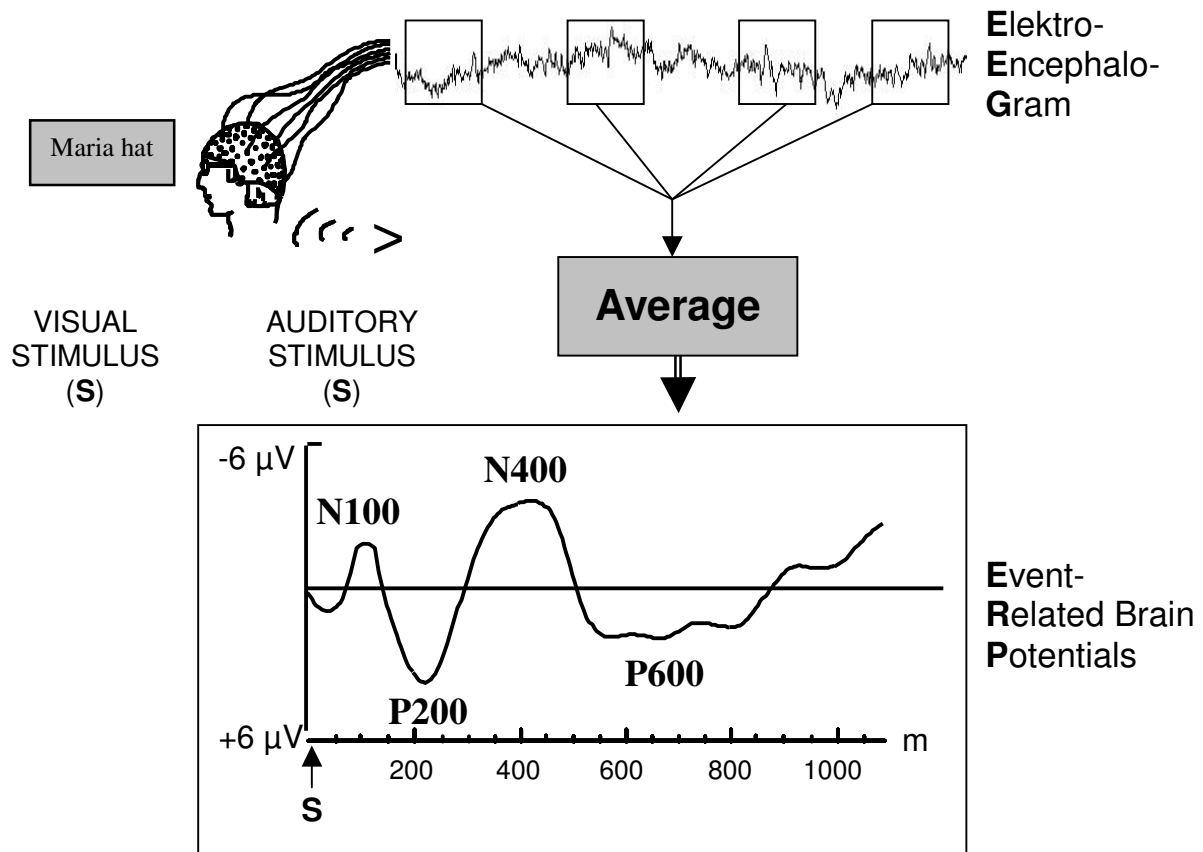 Elektro-
Encephalo-
Gram
Maria hat
>
Average
VISUAL
STIMULUS
(S)
AUDITORY
STIMULUS
(S)
-6 µV
N400
N100
P600
P200
+6 µV
200 400 600 800 1000
m
S
Event-
Related Brain
Potentials